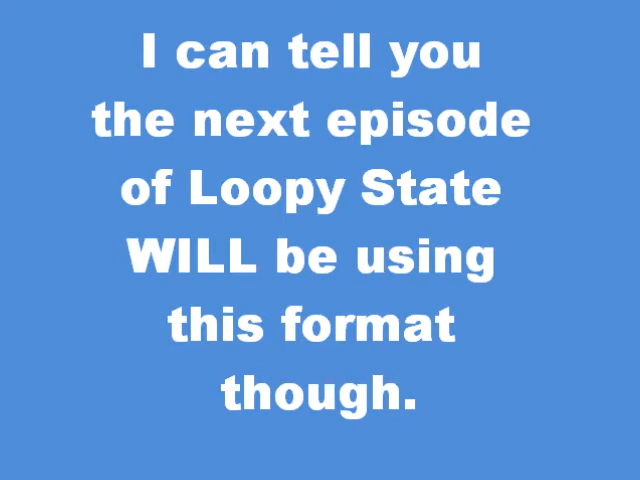 I can tell you
the next episode
of Loopy State
WILL be using
this format
though.